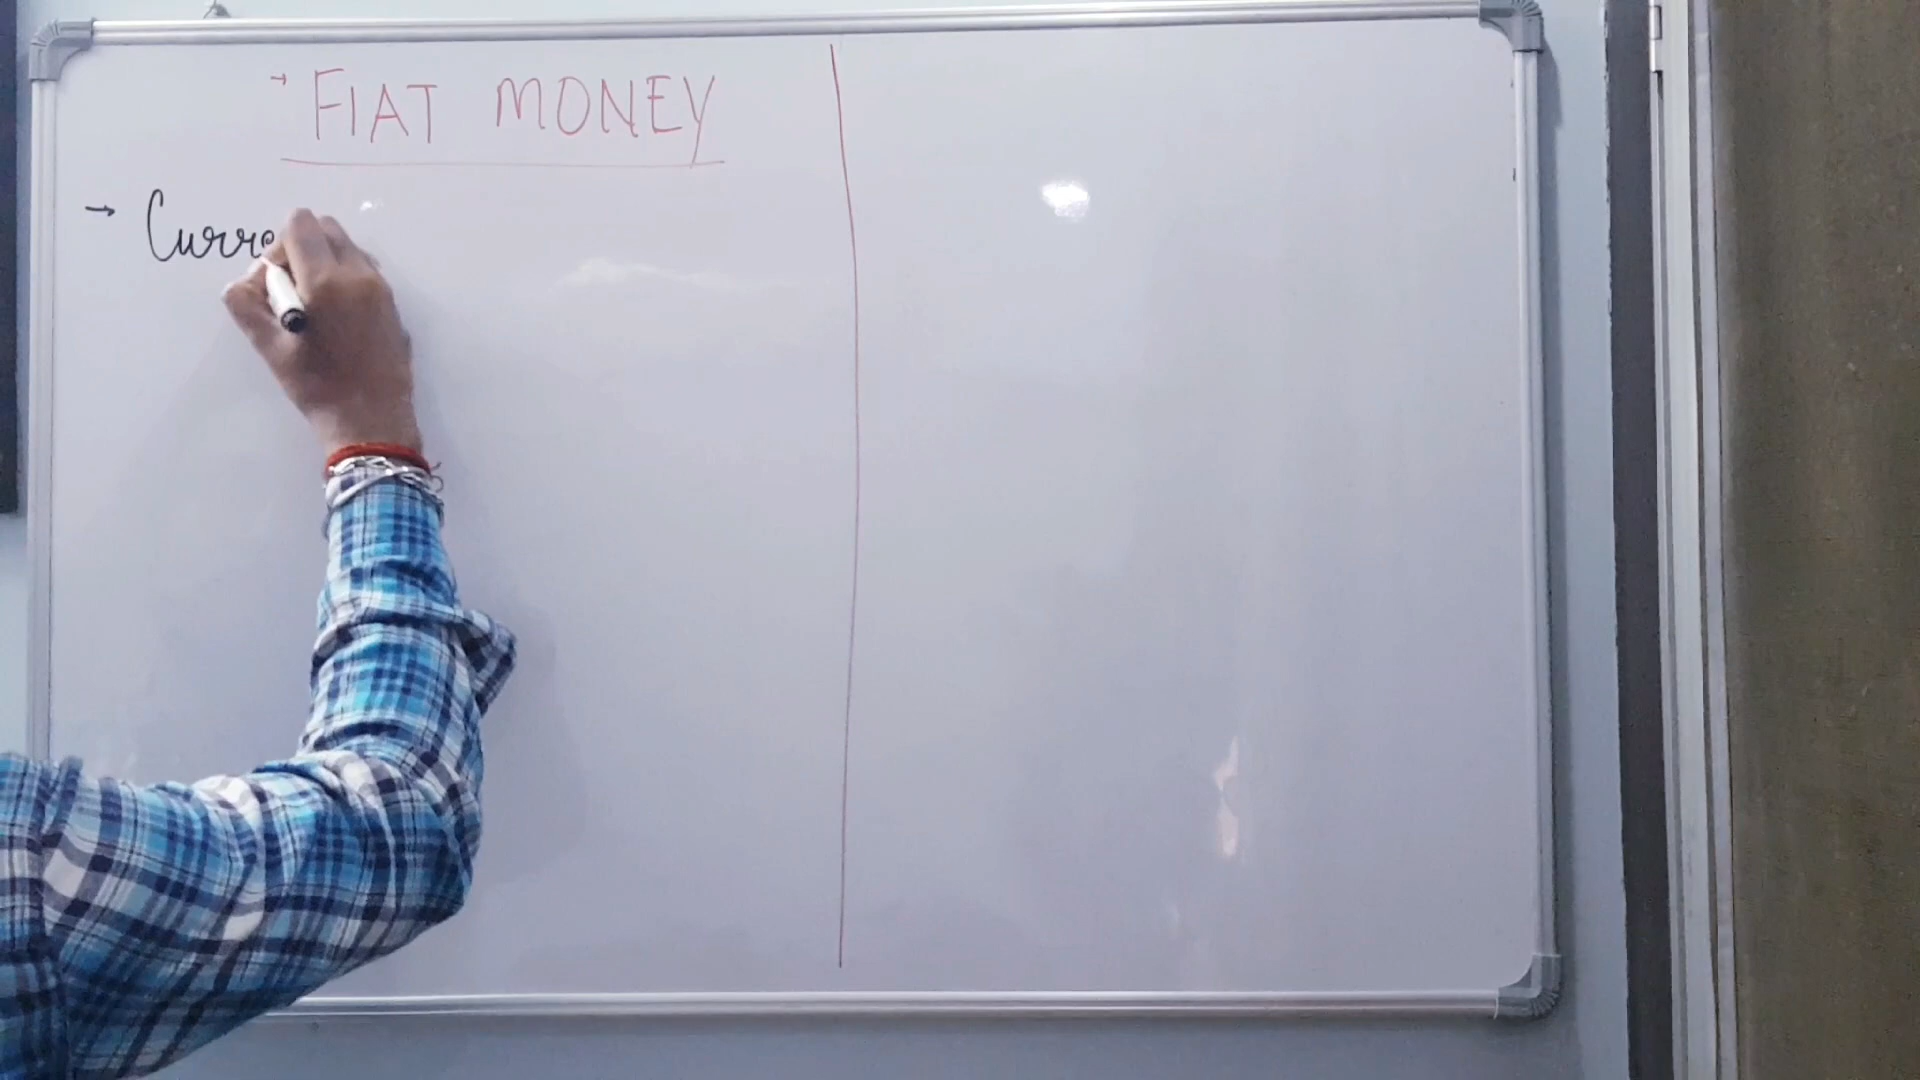 → FIAT MONEY
→ Curre